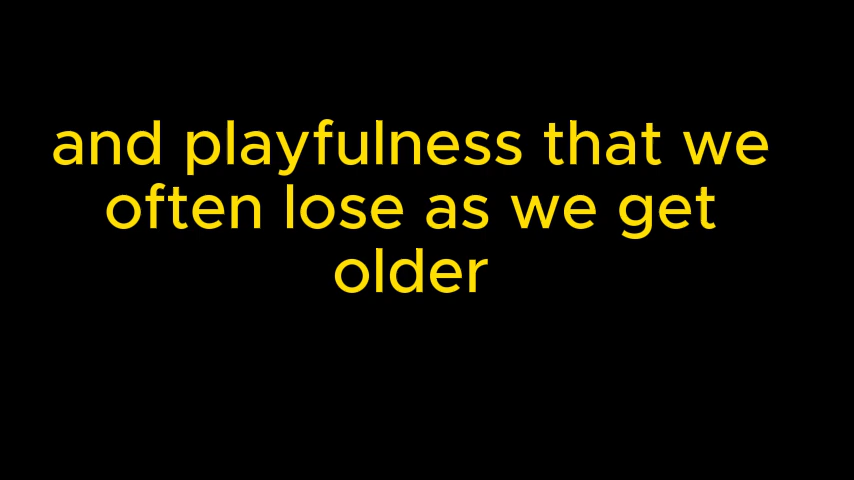 and playfulness that we
often lose as we get
older